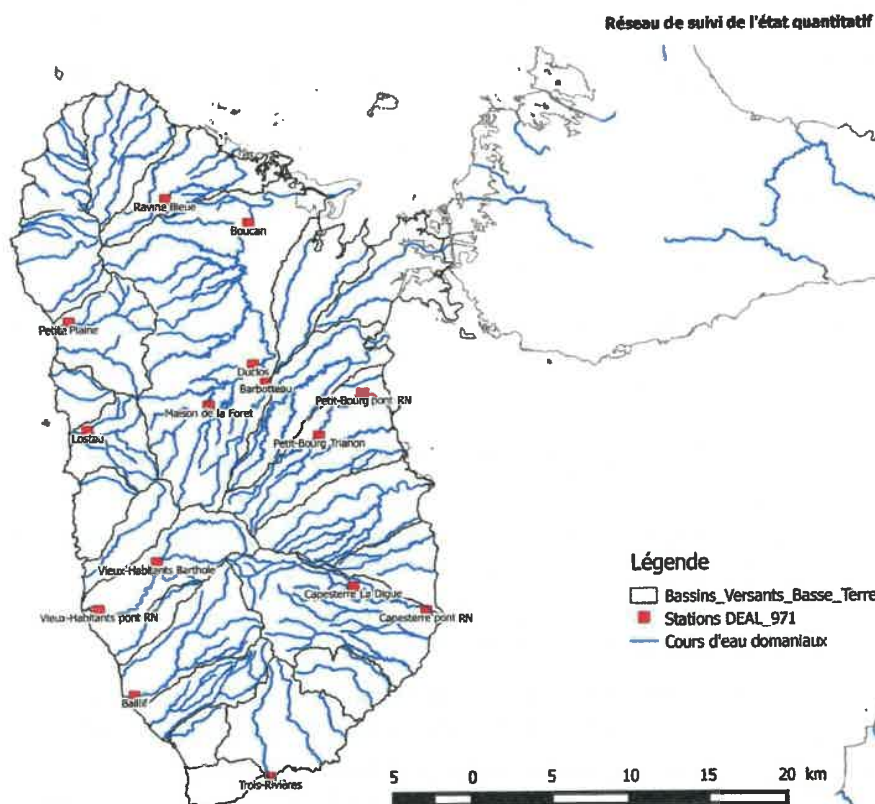 Réseau de suivi de l'état quantitatif
Ravine Bleue
Boucan
Petite Plaine
Duclos
Barbotteau
Maison de la Foret
Petit-Bourg pont RN
Lostau
Petit-Bourg Trianon
Vieux-Habitants Barthole
Capesterre La Digue
Vieux-Habitants pont RN
Capesterre pont RN
Baillif
Trois-Rivières
Légende
Bassins_Versants_Basse_Terre
Stations DEAL_971
Cours d'eau domaniaux
5 0 5 10 15 20 km